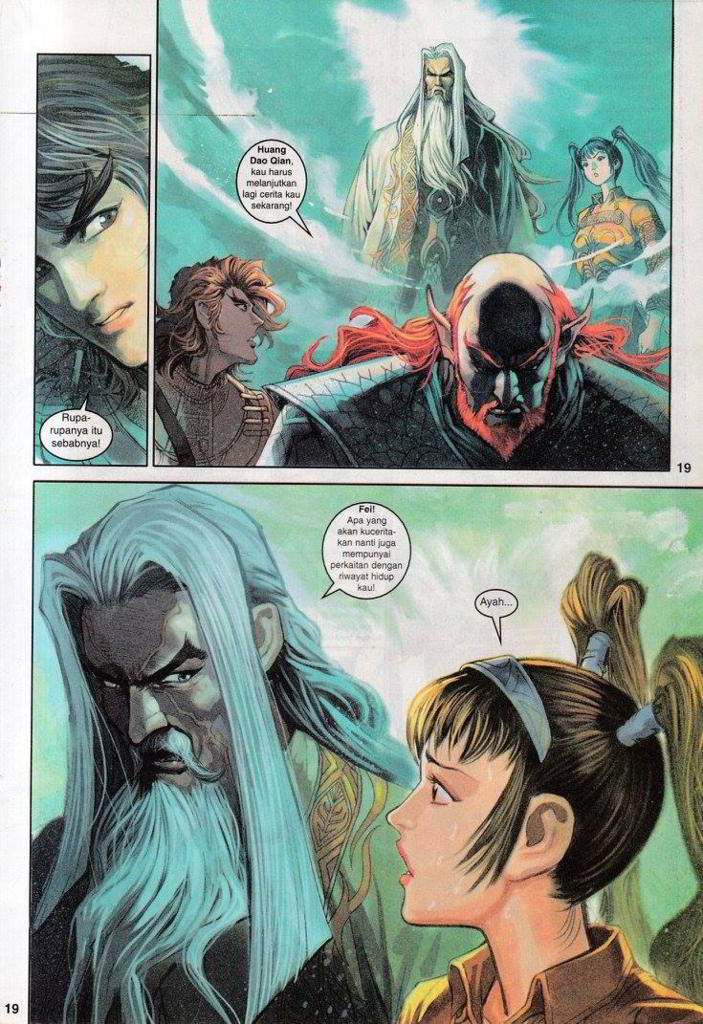 Rupa-
rupanya itu
sebabnya!
Huang
Dao Qian,
kau harus
melanjutkan
lagi cerita kau
sekarang!
19
Fei!
Apa yang
akan kucerita-
kan nanti juga
mempunyai
perkaitan dengan
riwayat hidup
kau!
Ayah...
19